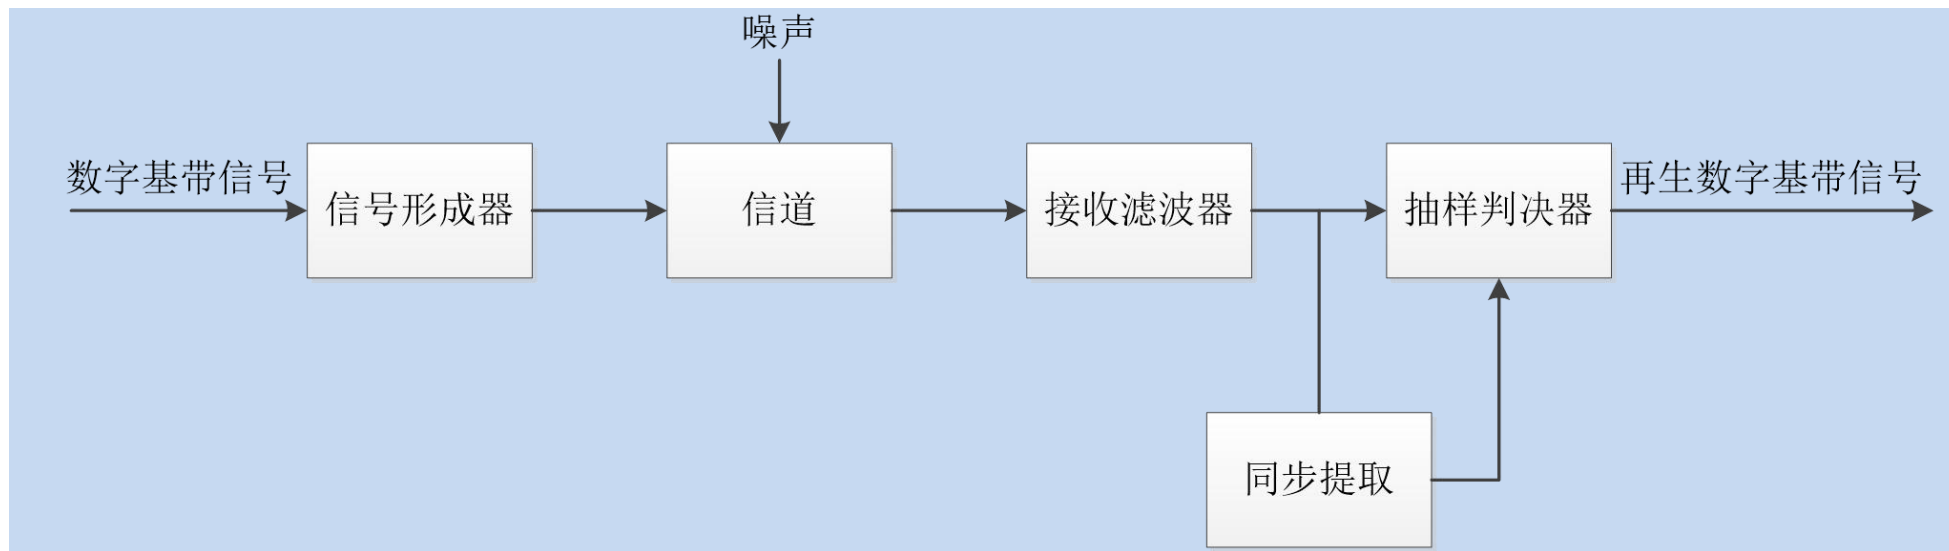 噪声
数字基带信号
信号形成器
信道
接收滤波器
抽样判决器
再生数字基带信号
同步提取